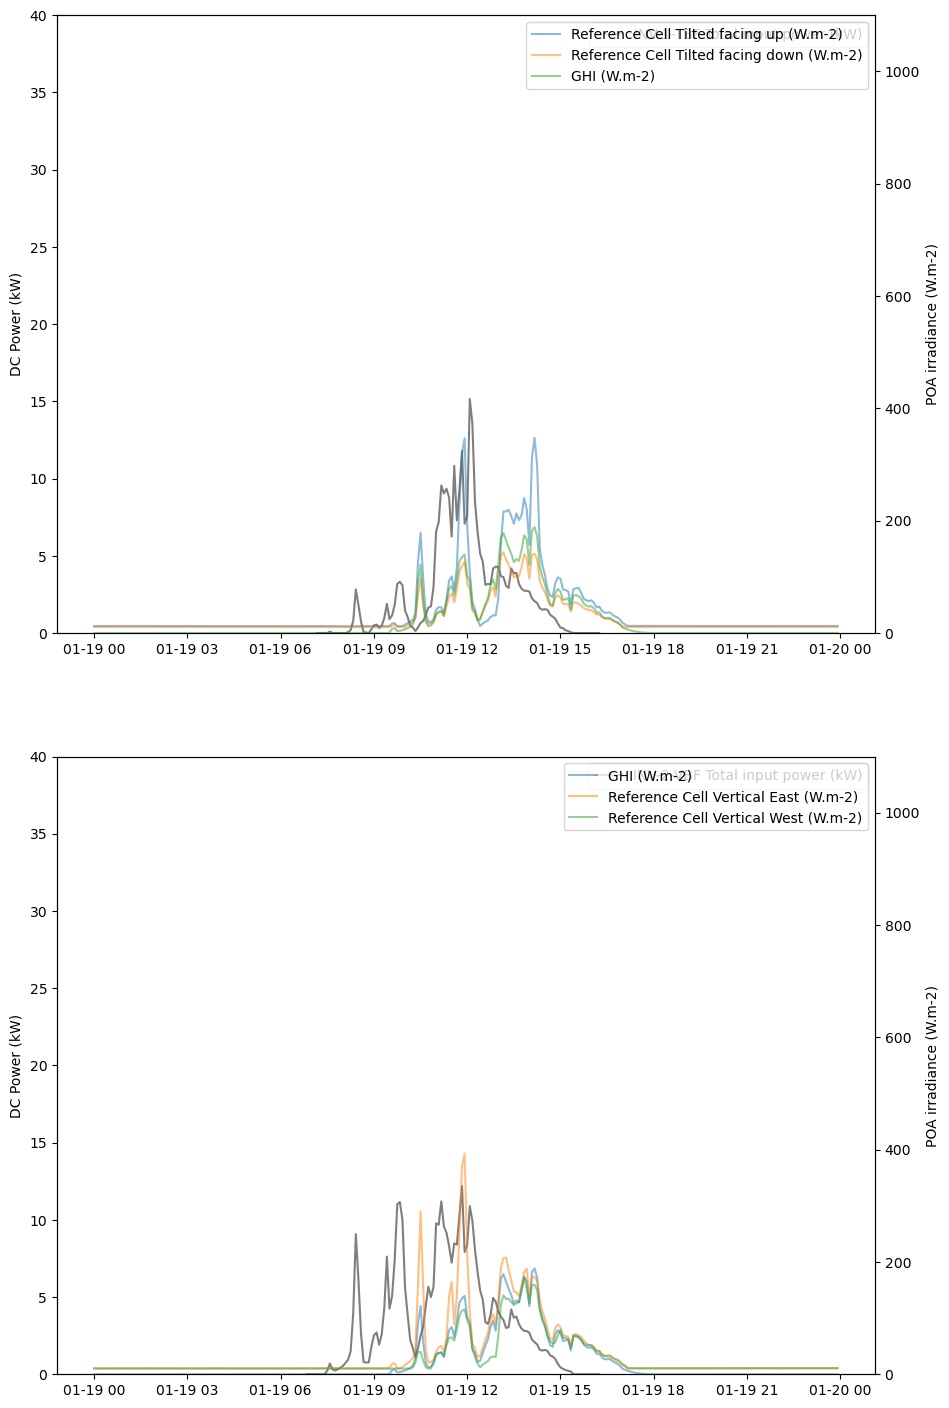 40
35
30
25
20
15
10
5
0
DC Power (kW)
Reference Cell Tilted facing up (W.m-2)
Reference Cell Tilted facing down (W.m-2)
GHI (W.m-2)
1000
800
600
400
200
0
POA irradiance (W.m-2)
01-19 00 01-19 03 01-19 06 01-19 09 01-19 12 01-19 15 01-19 18 01-19 21 01-20 00
40
35
30
25
20
15
10
5
0
DC Power (kW)
GHI (W.m-2) Total input power (kW)
Reference Cell Vertical East (W.m-2)
Reference Cell Vertical West (W.m-2)
1000
800
600
400
200
0
POA irradiance (W.m-2)
01-19 00 01-19 03 01-19 06 01-19 09 01-19 12 01-19 15 01-19 18 01-19 21 01-20 00